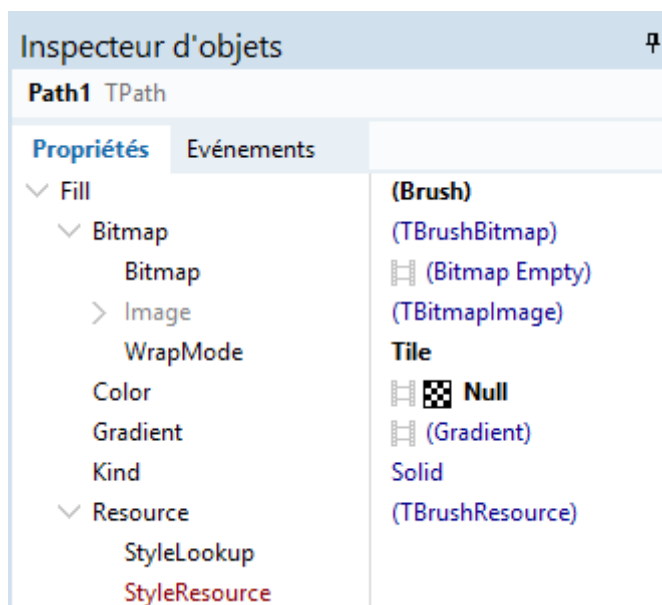 Inspecteur d'objets
Path1 TPath
Propriétés Evénements
Fill (Brush)
Bitmap (TBrushBitmap)
Bitmap (Bitmap Empty)
Image (TBitmapImage)
WrapMode Tile
Color Null
Gradient (Gradient)
Kind Solid
Resource (TBrushResource)
StyleLookup
StyleResource